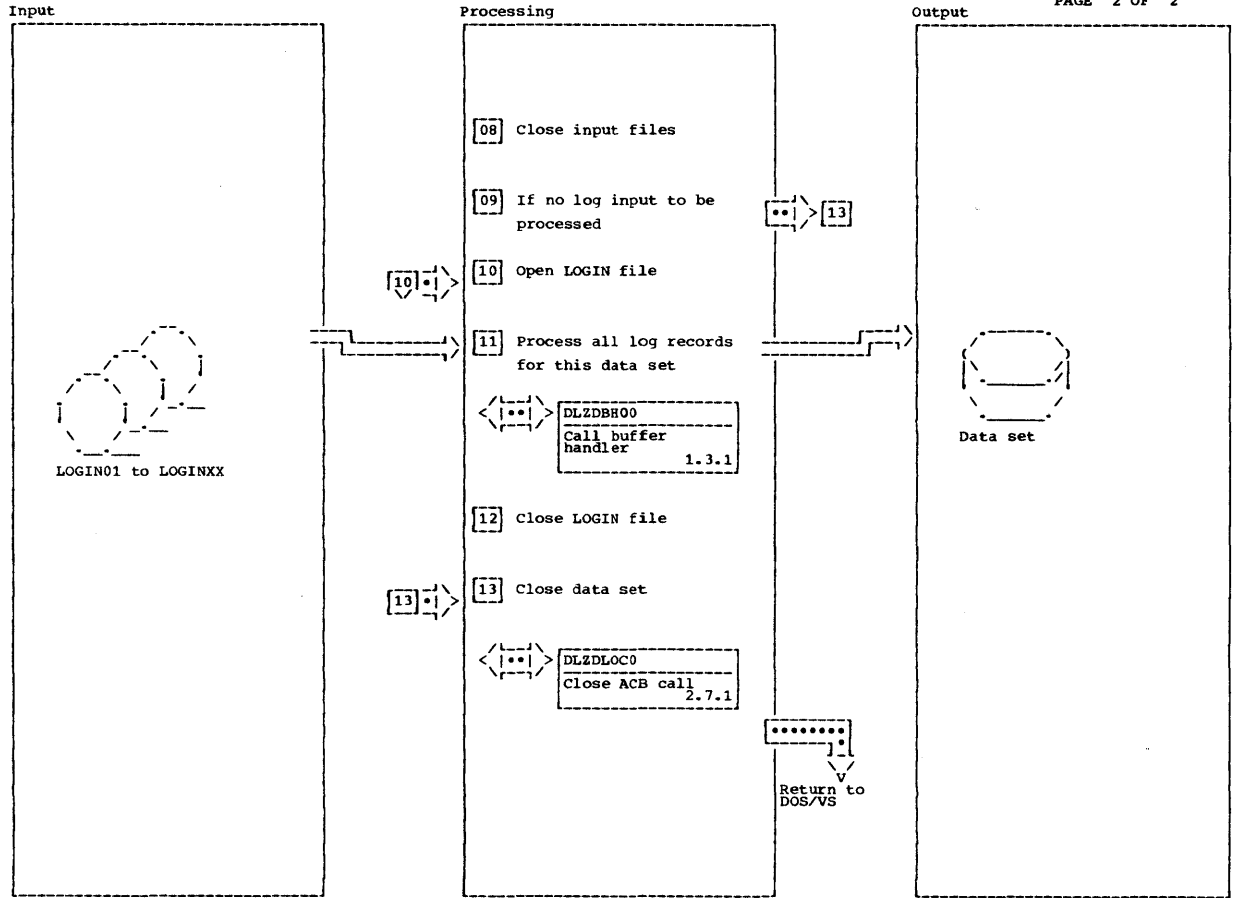 PAGE 2 OF 2
Input
Processing
Output
08 Close input files
09 If no log input to be
processed
13
10
10 Open LOGIN file
11 Process all log records
for this data set
DLZDBH00
Call buffer
handler
1.3.1
Data set
LOGIN01 to LOGINXX
12 Close LOGIN file
13
13 Close data set
DLZDLOC0
Close ACB call
2.7.1
Return to
DOS/VS